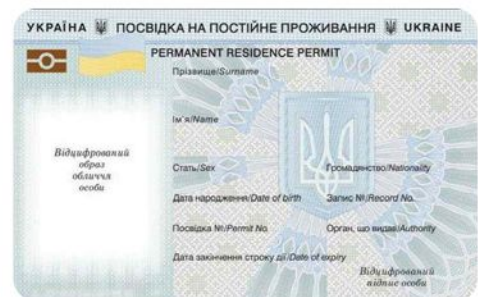 УКРАЇНА ПОСВІДКА НА ПОСТІЙНЕ ПРОЖИВАННЯ UKRAINE
PERMANENT RESIDENCE PERMIT
Прізвище/Surname
Ім'я/Name
Відцифрований
образ
обличчя
особи
Стать/Sex Громадянство/Nationality
Дата народження/Date of birth Запис №/Record No.
Посвідка №/Permit No. Орган, що видав/Authority
Дата закінчення строку дії/Date of expiry
Відцифрований
підпис особи